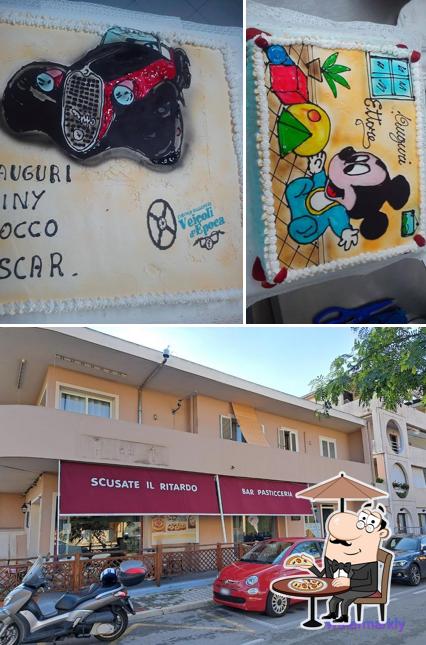 AUGURI
INY
OCCO
SCAR.
Veicoli
d'Epoca
Auguri
Ettore
SCUSATE IL RITARDO
BAR PASTICCERIA